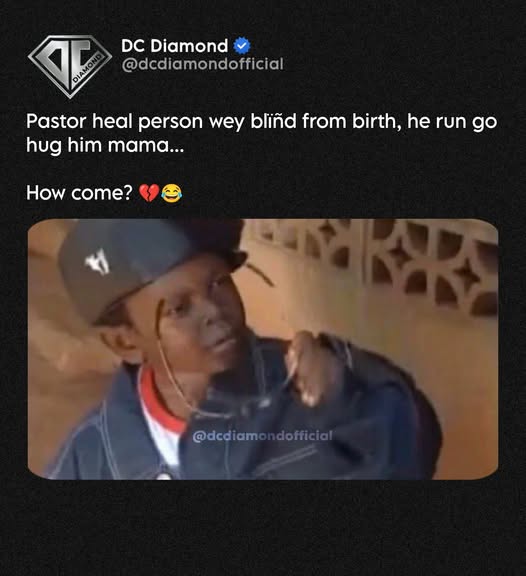 DC Diamond
@dcdiamondofficial
Pastor heal person wey blïñd from birth, he run go
hug him mama...
How come? 💔😂
@dcdiamondofficial
DIAMOND